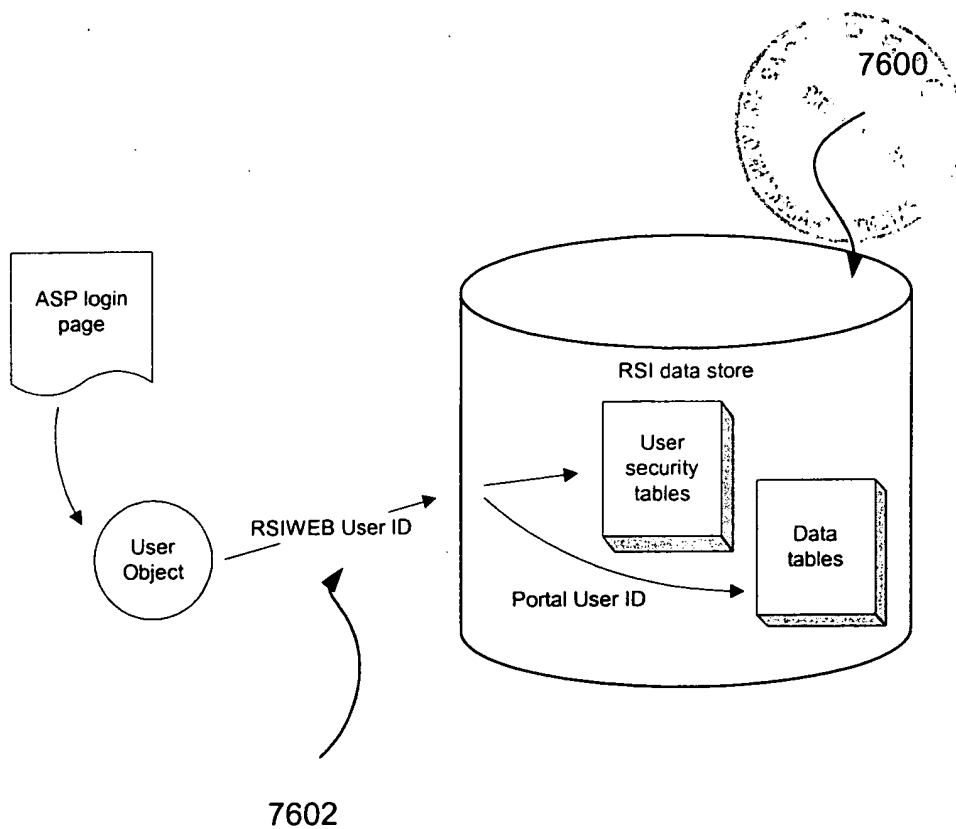 7600
ASP login
page
RSI data store
User
security
tables
Data
tables
RSIWEB User ID
User
Object
Portal User ID
7602